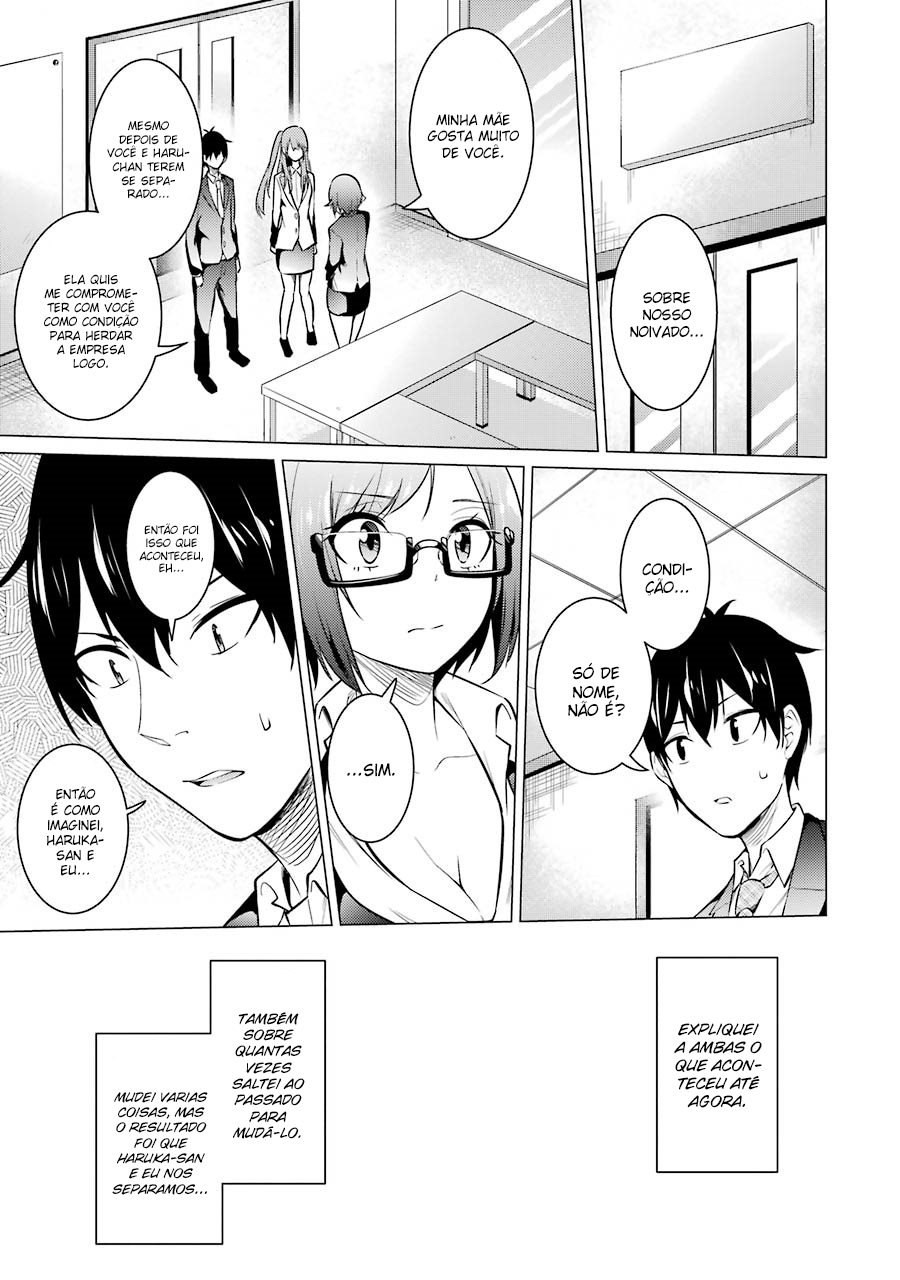 SOBRE
NOSSO
NOIVADO...
MINHA MÃE
GOSTA MUITO
DE VOCÊ.
MESMO
DEPOIS DE
VOCÊ E HARU-
CHAN TEREM
SE SEPA-
RADO...
ELA QUIS
ME COMPROME-
TER COM VOCÊ
COMO CONDIÇÃO
PARA HERDAR
A EMPRESA
LOGO.
CONDI-
ÇÃO...
SÓ DE
NOME,
NÃO É?
...SIM.
ENTÃO FOI
ISSO QUE
ACONTECEU,
EH...
ENTÃO
É COMO
IMAGINEI,
HARUKA-
SAN E
EU...
EXPLIQUEI
A AMBAS O
QUE ACON-
TECEU ATÉ
AGORA.
TAMBÉM
SOBRE
QUANTAS
VEZES
SALTEI AO
PASSADO
PARA
MUDÁ-LO.
MUDEI VARIAS
COISAS, MAS
O RESULTADO
FOI QUE
HARUKA-SAN
E EU NOS
SEPARAMOS...